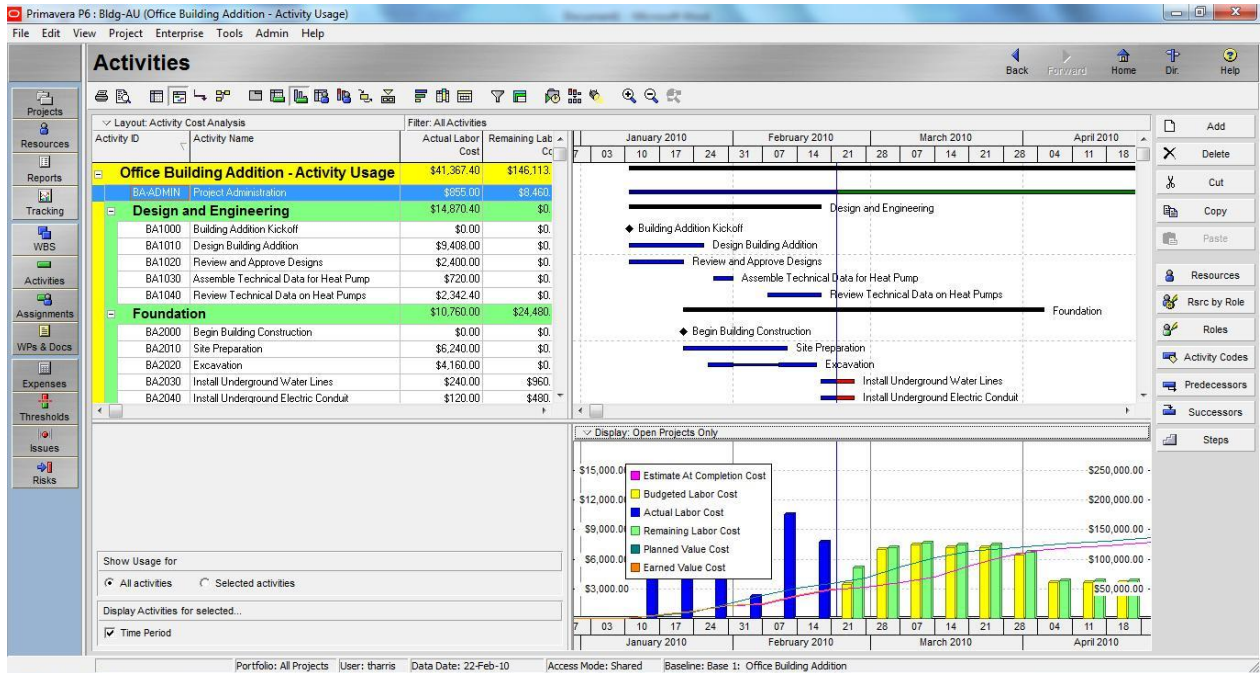 Primavera P6 : Bldg-AU (Office Building Addition - Activity Usage)
File Edit View Project Enterprise Tools Admin Help
Activities
Back Forward Home Dir. Help
Projects
Resources
Reports
Tracking
WBS
Activities
Assignments
WPs & Docs
Expenses
Thresholds
Issues
Risks
Layout: Activity Cost Analysis Filter: All Activities
Activity ID Activity Name Actual Labor Cost Remaining Lab Cc
Office Building Addition - Activity Usage $41,367.40 $146,113.
BA-ADMIN Project Administration $855.00 $8,460.
Design and Engineering $14,870.40 $0.
BA1000 Building Addition Kickoff $0.00 $0.
BA1010 Design Building Addition $9,408.00 $0.
BA1020 Review and Approve Designs $2,400.00 $0.
BA1030 Assemble Technical Data for Heat Pump $720.00 $0.
BA1040 Review Technical Data on Heat Pumps $2,342.40 $0.
Foundation $10,760.00 $24,480.
BA2000 Begin Building Construction $0.00 $0.
BA2010 Site Preparation $6,240.00 $0.
BA2020 Excavation $4,160.00 $0.
BA2030 Install Underground Water Lines $240.00 $960.
BA2040 Install Underground Electric Conduit $120.00 $480.
January 2010 February 2010 March 2010 April 2010
7 03 10 17 24 31 07 14 21 28 07 14 21 28 04 11 18
Design and Engineering
Building Addition Kickoff
Design Building Addition
Review and Approve Designs
Assemble Technical Data for Heat Pump
Review Technical Data on Heat Pumps
Foundation
Begin Building Construction
Site Preparation
Excavation
Install Underground Water Lines
Install Underground Electric Conduit
Add
Delete
Cut
Copy
Paste
Resources
Rsrc by Role
Roles
Activity Codes
Predecessors
Successors
Steps
Show Usage for
All activities Selected activities
Display Activities for selected...
Time Period
Display: Open Projects Only
$15,000.0
$12,000.0
$9,000.0
$6,000.0
$3,000.00
Estimate At Completion Cost
Budgeted Labor Cost
Actual Labor Cost
Remaining Labor Cost
Planned Value Cost
Earned Value Cost
$250,000.00
$200,000.00
$150,000.00
$100,000.00
$50,000.00
7 03 10 17 24 31 07 14 21 28 07 14 21 28 04 11 18
January 2010 February 2010 March 2010 April 2010
Portfolio: All Projects User: tharris Data Date: 22-Feb-10 Access Mode: Shared Baseline: Base 1: Office Building Addition